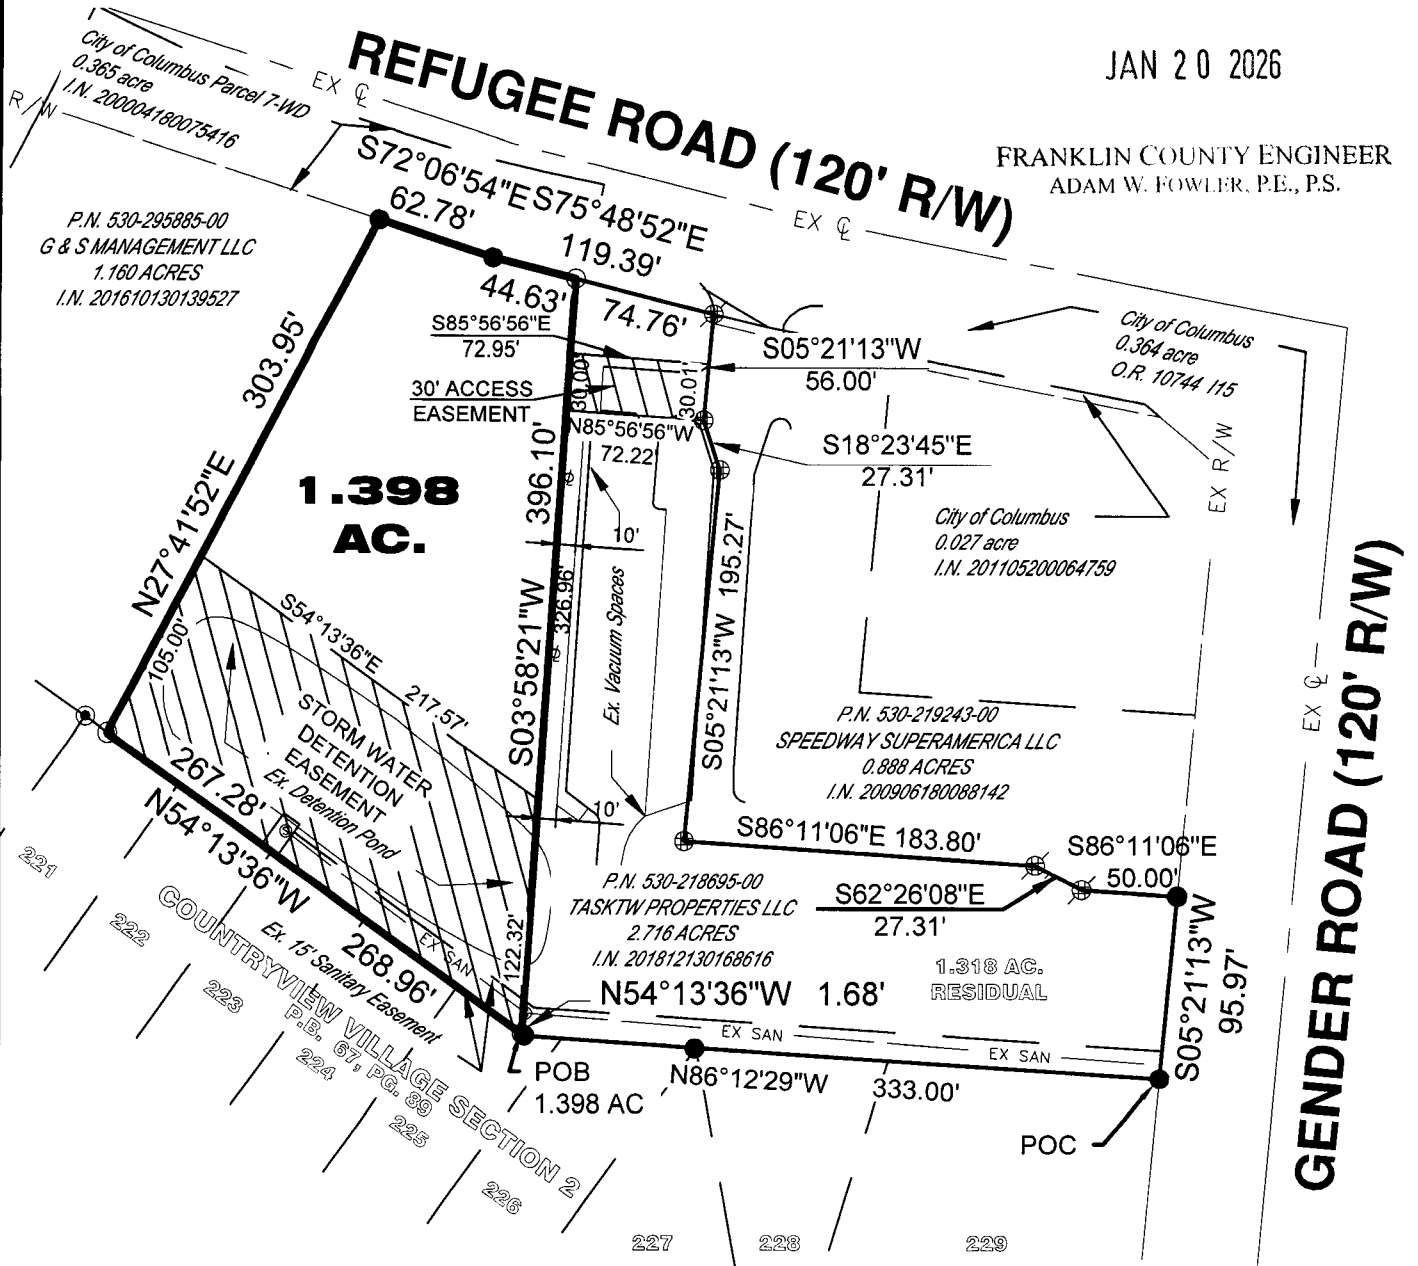 JAN 20 2026
FRANKLIN COUNTY ENGINEER
ADAM W. FOWLER, P.E., P.S.
REFUGEE ROAD (120' R/W)
EX ℄
EX ℄
City of Columbus Parcel 7-WD
0.365 acre
I.N. 200004180075416
R/W
S72°06'54"E
62.78'
S75°48'52"E
119.39'
44.63'
74.76'
P.N. 530-295885-00
G & S MANAGEMENT LLC
1.160 ACRES
I.N. 201610130139527
S85°56'56"E
72.95'
30' ACCESS
EASEMENT
30.00'
30.01'
N85°56'56"W
72.22'
S05°21'13"W
56.00'
City of Columbus
0.364 acre
O.R. 10744 I15
S18°23'45"E
27.31'
EX R/W
City of Columbus
0.027 acre
I.N. 201105200064759
303.95'
N27°41'52"E
1.398
AC.
396.10'
S03°58'21"W
326.96'
10'
Ex. Vacuum Spaces
S05°21'13"W 195.27'
105.00'
S54°13'36"E
217.57'
STORM WATER
DETENTION
EASEMENT
Ex. Detention Pond
267.28'
N54°13'36"W
268.96'
Ex. 15' Sanitary Easement
EX SAN
122.32'
10'
P.N. 530-219243-00
SPEEDWAY SUPERAMERICA LLC
0.888 ACRES
I.N. 200906180088142
EX ℄
GENDER ROAD (120' R/W)
S86°11'06"E 183.80'
S86°11'06"E
50.00'
S62°26'08"E
27.31'
P.N. 530-218695-00
TASKTW PROPERTIES LLC
2.716 ACRES
I.N. 201812130168616
1.318 AC.
RESIDUAL
S05°21'13"W
95.97'
N54°13'36"W 1.68'
EX SAN
EX SAN
POB
1.398 AC
N86°12'29"W
333.00'
POC
COUNTRYVIEW VILLAGE SECTION 2
P.B. 67, PG. 89
221
222
223
224
225
226
227
228
229